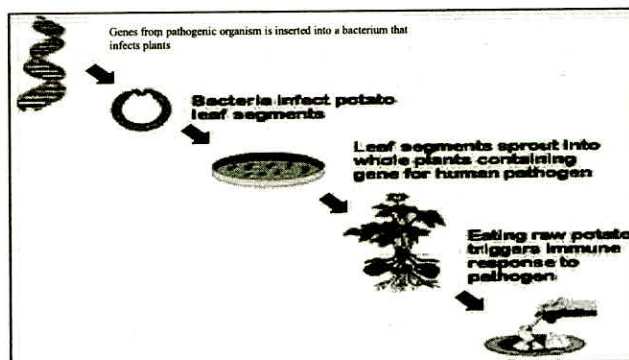 Genes from pathogenic organism is inserted into a bacterium that
infects plants
Bacteria infect potato
leaf segments
Leaf segments sprout into
whole plants containing
gene for human pathogen
Eating raw potato
triggers immune
response to
pathogen